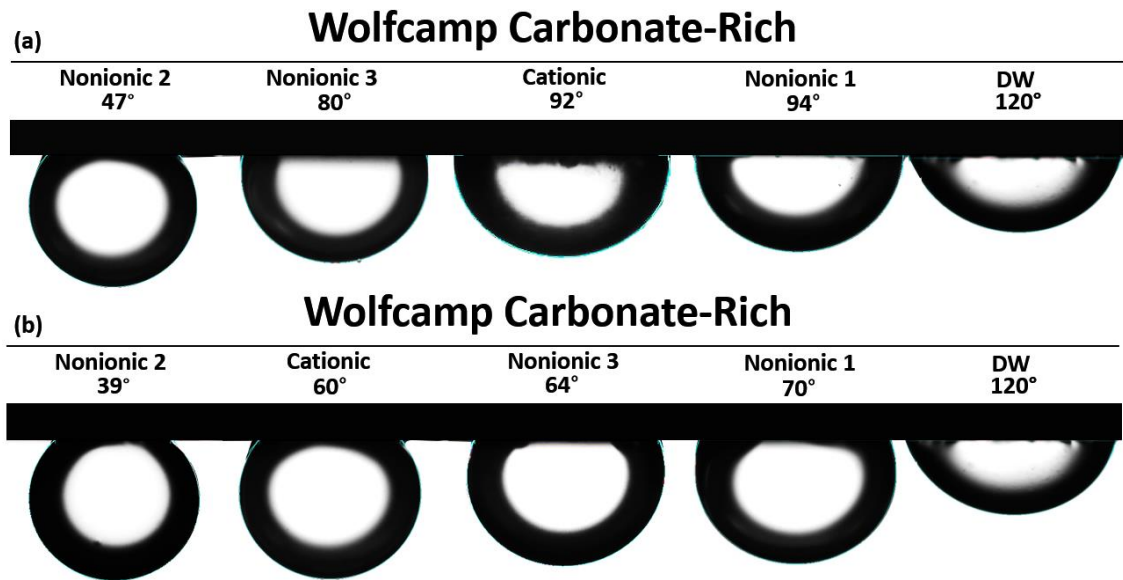 (a)
Wolfcamp Carbonate-Rich
Nonionic 2 Nonionic 3 Cationic Nonionic 1 DW
47° 80° 92° 94° 120°
(b)
Wolfcamp Carbonate-Rich
Nonionic 2 Cationic Nonionic 3 Nonionic 1 DW
39° 60° 64° 70° 120°